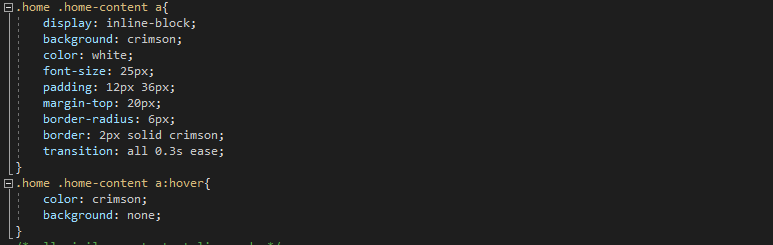 .home .home-content a{
display: inline-block;
background: crimson;
color: white;
font-size: 25px;
padding: 12px 36px;
margin-top: 20px;
border-radius: 6px;
border: 2px solid crimson;
transition: all 0.3s ease;
}
.home .home-content a:hover{
color: crimson;
background: none;
}